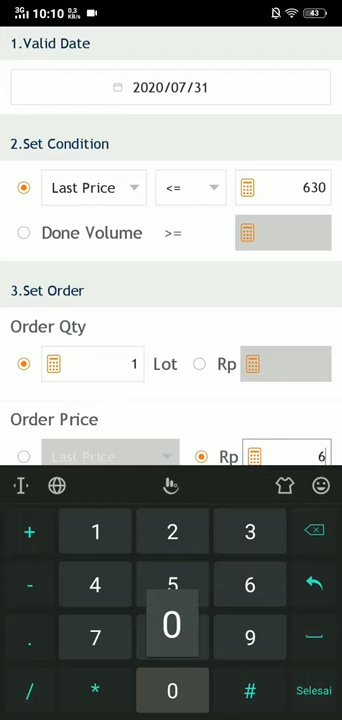 3G 10:10 0,3 KB/s 43
1.Valid Date
2020/07/31
2.Set Condition
Last Price <= 630
Done Volume >=
3.Set Order
Order Qty
1 Lot Rp
Order Price
Last Price Rp 6
+ 1 2 3
- 4 5 6
. 7 0 9
/ * 0 # Selesai